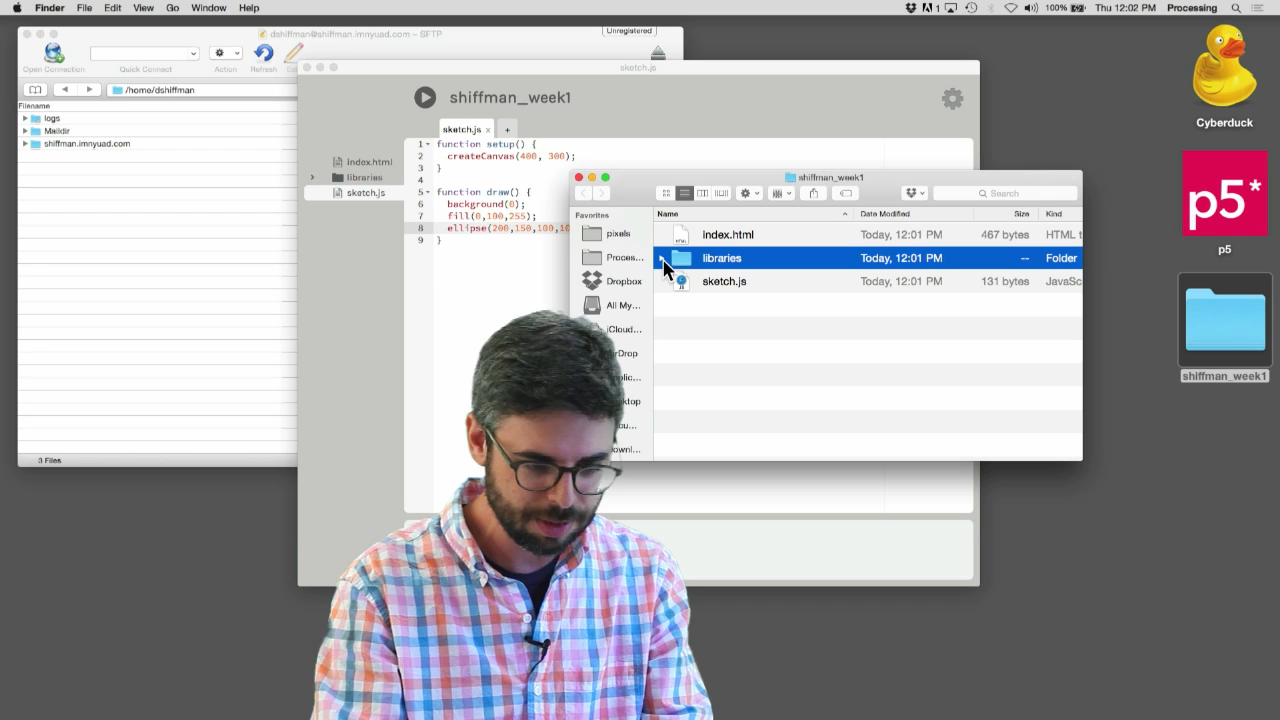 Finder File Edit View Go Window Help
100% Thu 12:02 PM Processing
dshiffman@shiffman.imnyuad.com – SFTP
Unregistered
Open Connection Quick Connect Action Refresh
/home/dshiffman
Filename
logs
Maildir
shiffman.imnyuad.com
3 Files
sketch.js
shiffman_week1
sketch.js × +
index.html
libraries
sketch.js
1 function setup() {
2 createCanvas(400, 300);
3 }
4
5 function draw() {
6 background(0);
7 fill(0,100,255);
8 ellipse(200,150,100,10
9 }
shiffman_week1
Search
Favorites
pixels
Proces...
Dropbox
All My...
iCloud...
irDrop
plic...
sktop
ou...
ownl...
Name Date Modified Size Kind
index.html Today, 12:01 PM 467 bytes HTML t
libraries Today, 12:01 PM -- Folder
sketch.js Today, 12:01 PM 131 bytes JavaSc
Cyberduck
p5*
p5
shiffman_week1